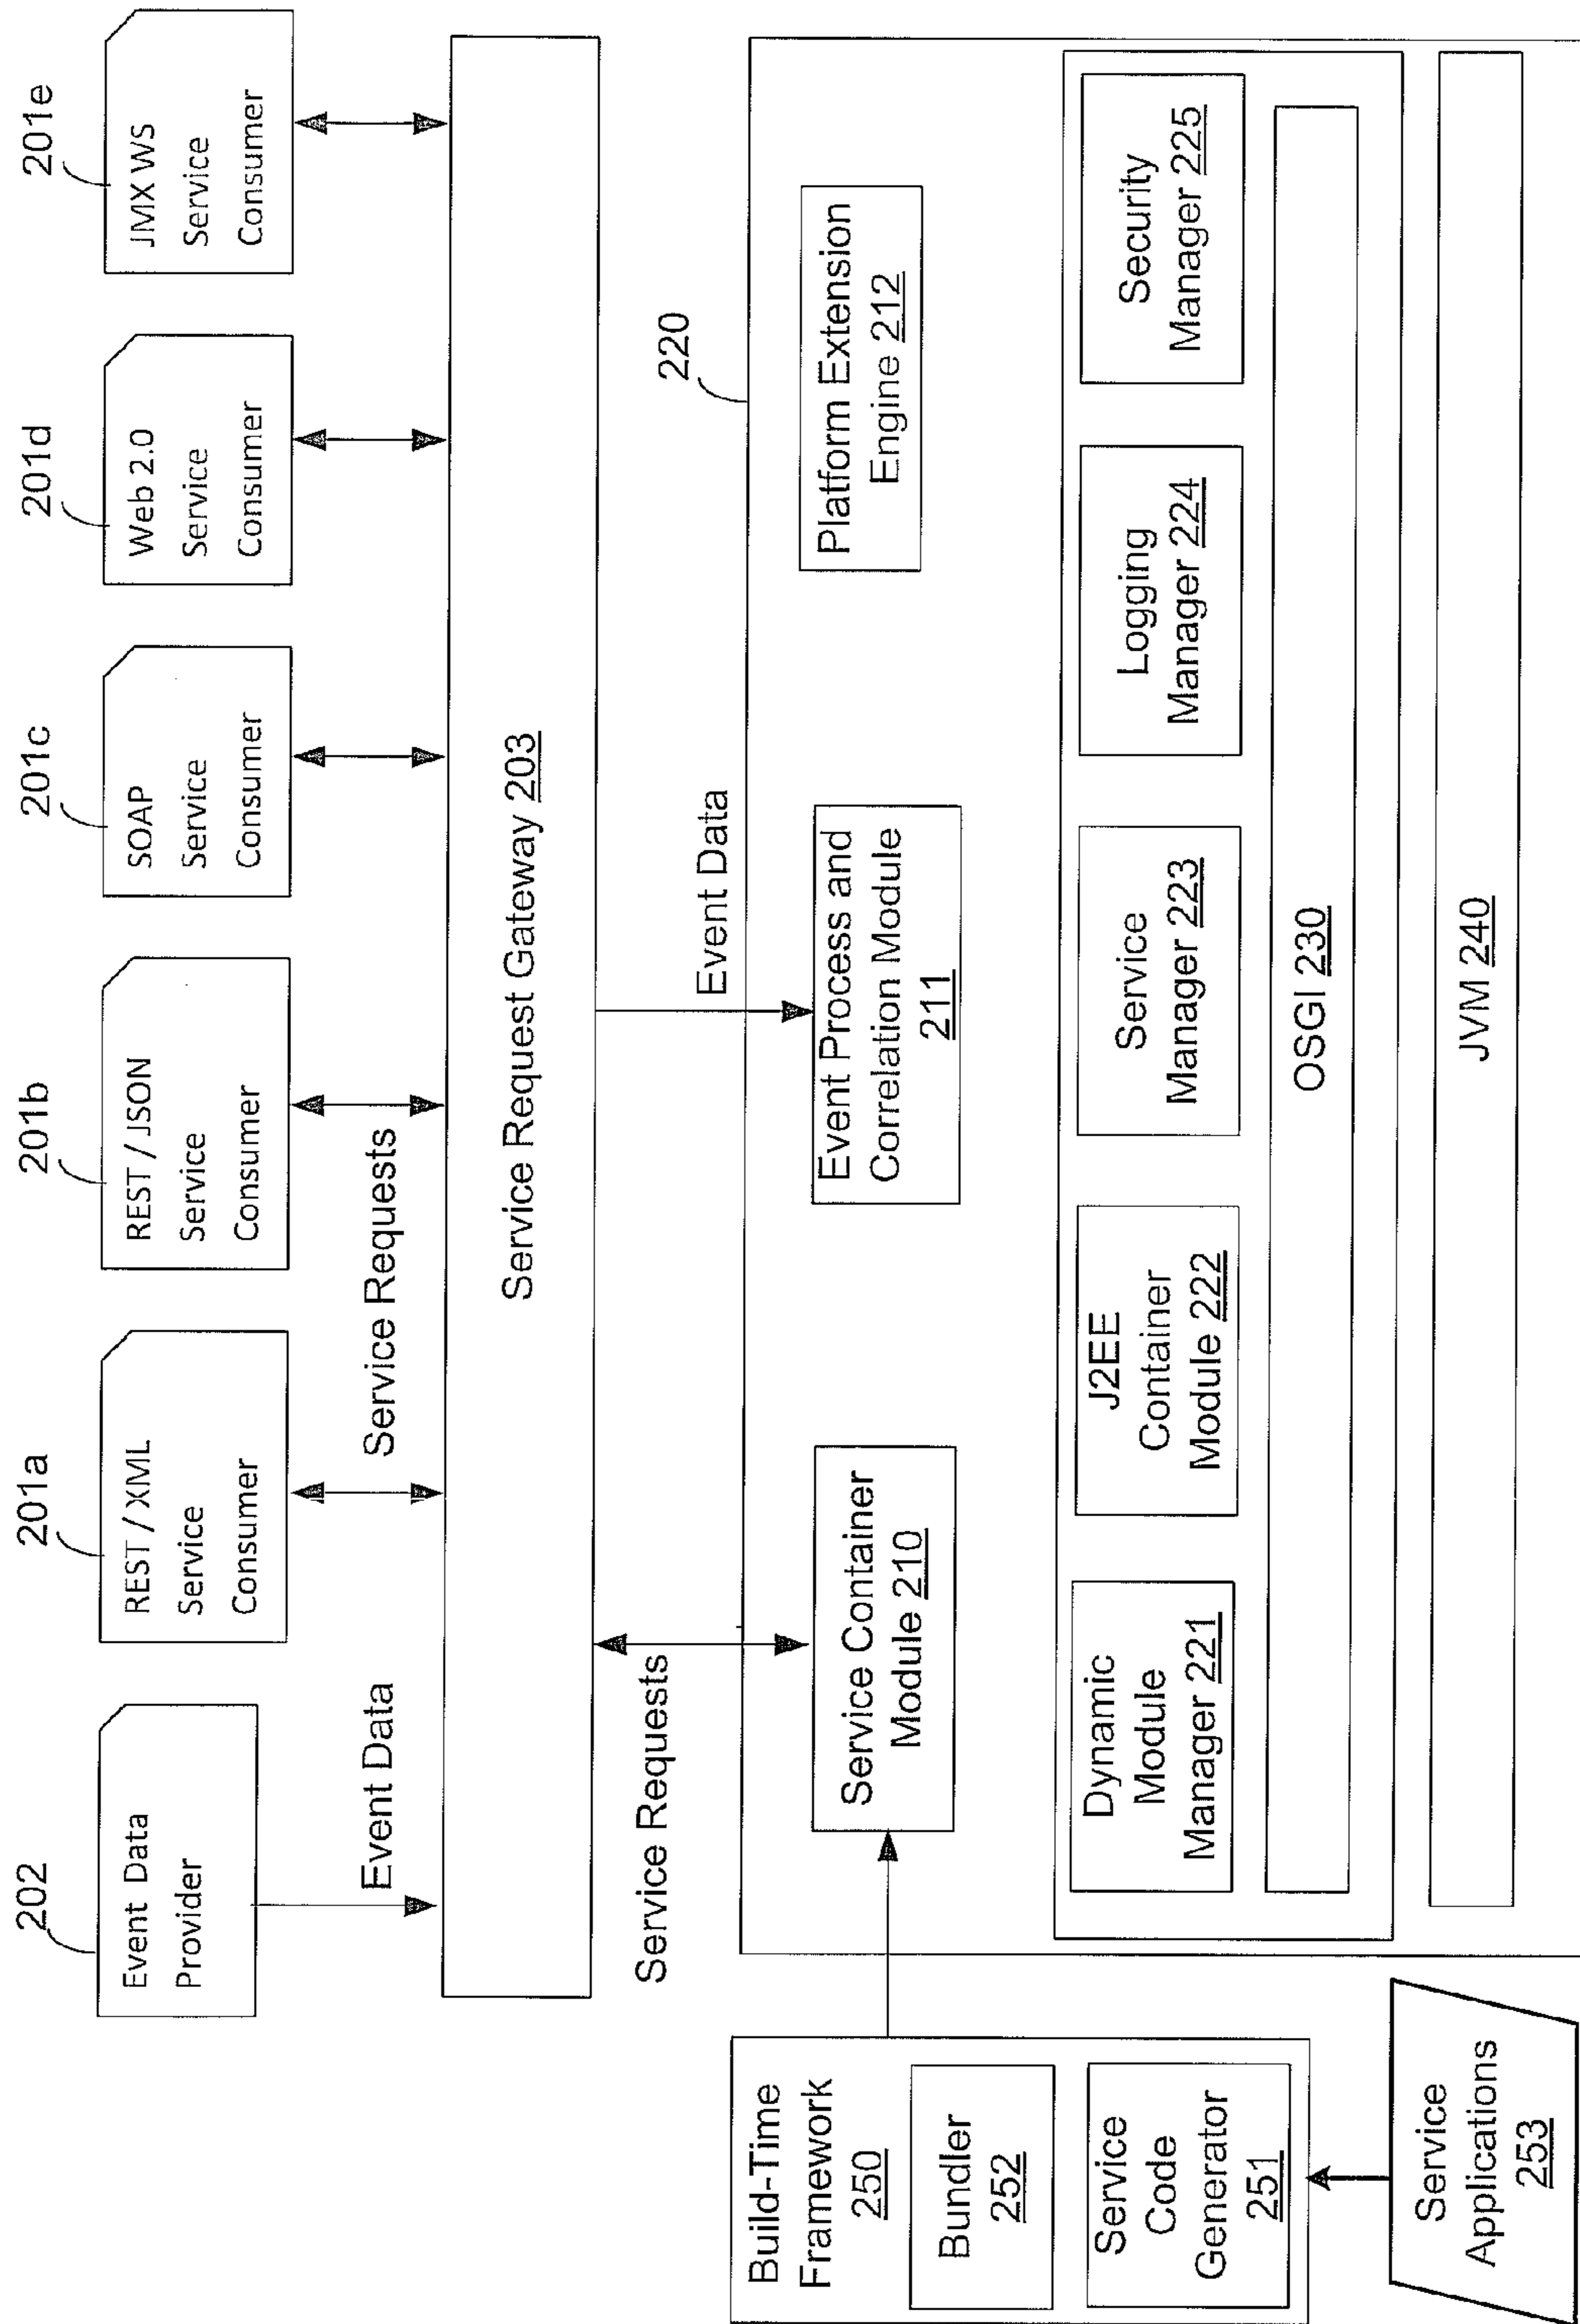 202
Event Data
Provider
201a
REST / XML
Service
Consumer
201b
REST / JSON
Service
Consumer
201c
SOAP
Service
Consumer
201d
Web 2.0
Service
Consumer
201e
JMX WS
Service
Consumer
Event Data
Service Requests
Service Request Gateway 203
Service Requests
Event Data
220
Build-Time
Framework
250
Bundler
252
Service
Code
Generator
251
Service
Applications
253
Service Container
Module 210
Event Process and
Correlation Module
211
Platform Extension
Engine 212
Dynamic
Module
Manager 221
J2EE
Container
Module 222
Service
Manager 223
Logging
Manager 224
Security
Manager 225
OSGI 230
JVM 240